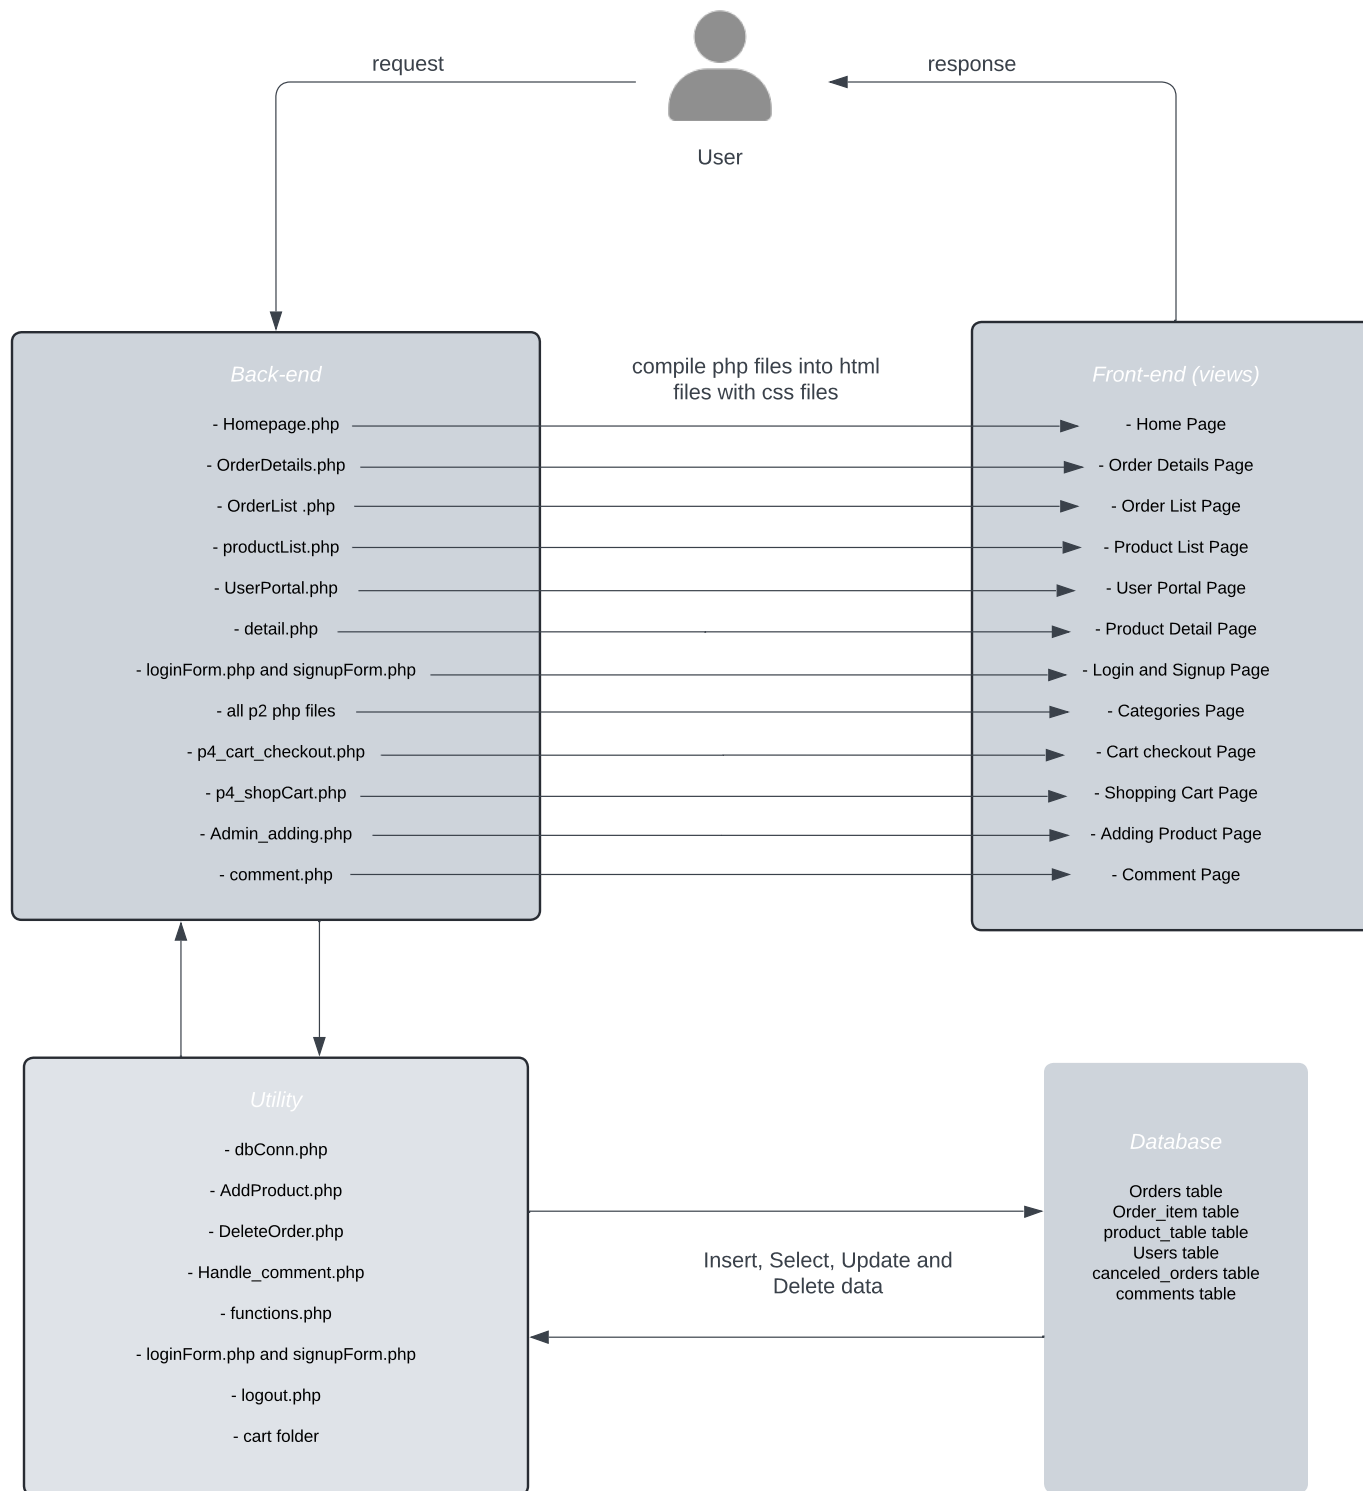 request
response
User
Back-end
- Homepage.php
- OrderDetails.php
- OrderList .php
- productList.php
- UserPortal.php
- detail.php
- loginForm.php and signupForm.php
- all p2 php files
- p4_cart_checkout.php
- p4_shopCart.php
- Admin_adding.php
- comment.php
compile php files into html
files with css files
Front-end (views)
- Home Page
- Order Details Page
- Order List Page
- Product List Page
- User Portal Page
- Product Detail Page
- Login and Signup Page
- Categories Page
- Cart checkout Page
- Shopping Cart Page
- Adding Product Page
- Comment Page
Utility
- dbConn.php
- AddProduct.php
- DeleteOrder.php
- Handle_comment.php
- functions.php
- loginForm.php and signupForm.php
- logout.php
- cart folder
Insert, Select, Update and
Delete data
Database
Orders table
Order_item table
product_table table
Users table
canceled_orders table
comments table